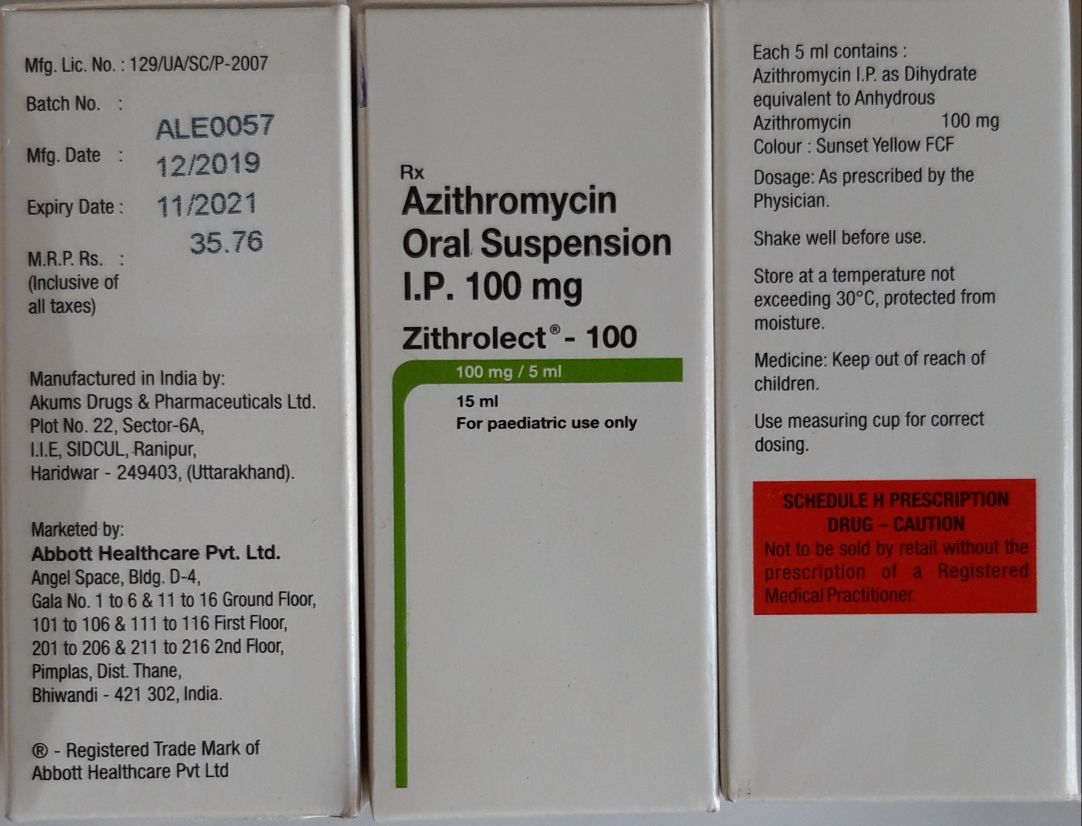 Mfg. Lic. No. : 129/UA/SC/P-2007
Batch No. :
ALE0057
Mfg. Date :
12/2019
Expiry Date :
11/2021
35.76
M.R.P. Rs. :
(Inclusive of
all taxes)
Manufactured in India by:
Akums Drugs & Pharmaceuticals Ltd.
Plot No. 22, Sector-6A,
I.I.E, SIDCUL, Ranipur,
Haridwar - 249403, (Uttarakhand).
Marketed by:
Abbott Healthcare Pvt. Ltd.
Angel Space, Bldg. D-4,
Gala No. 1 to 6 & 11 to 16 Ground Floor,
101 to 106 & 111 to 116 First Floor,
201 to 206 & 211 to 216 2nd Floor,
Pimplas, Dist. Thane,
Bhiwandi - 421 302, India.
® - Registered Trade Mark of
Abbott Healthcare Pvt Ltd
Rx
Azithromycin
Oral Suspension
I.P. 100 mg
Zithrolect® - 100
100 mg / 5 ml
15 ml
For paediatric use only
Each 5 ml contains :
Azithromycin I.P. as Dihydrate
equivalent to Anhydrous
Azithromycin 100 mg
Colour : Sunset Yellow FCF
Dosage: As prescribed by the
Physician.
Shake well before use.
Store at a temperature not
exceeding 30°C, protected from
moisture.
Medicine: Keep out of reach of
children.
Use measuring cup for correct
dosing.
SCHEDULE H PRESCRIPTION
DRUG – CAUTION
Not to be sold by retail without the
prescription of a Registered
Medical Practitioner.